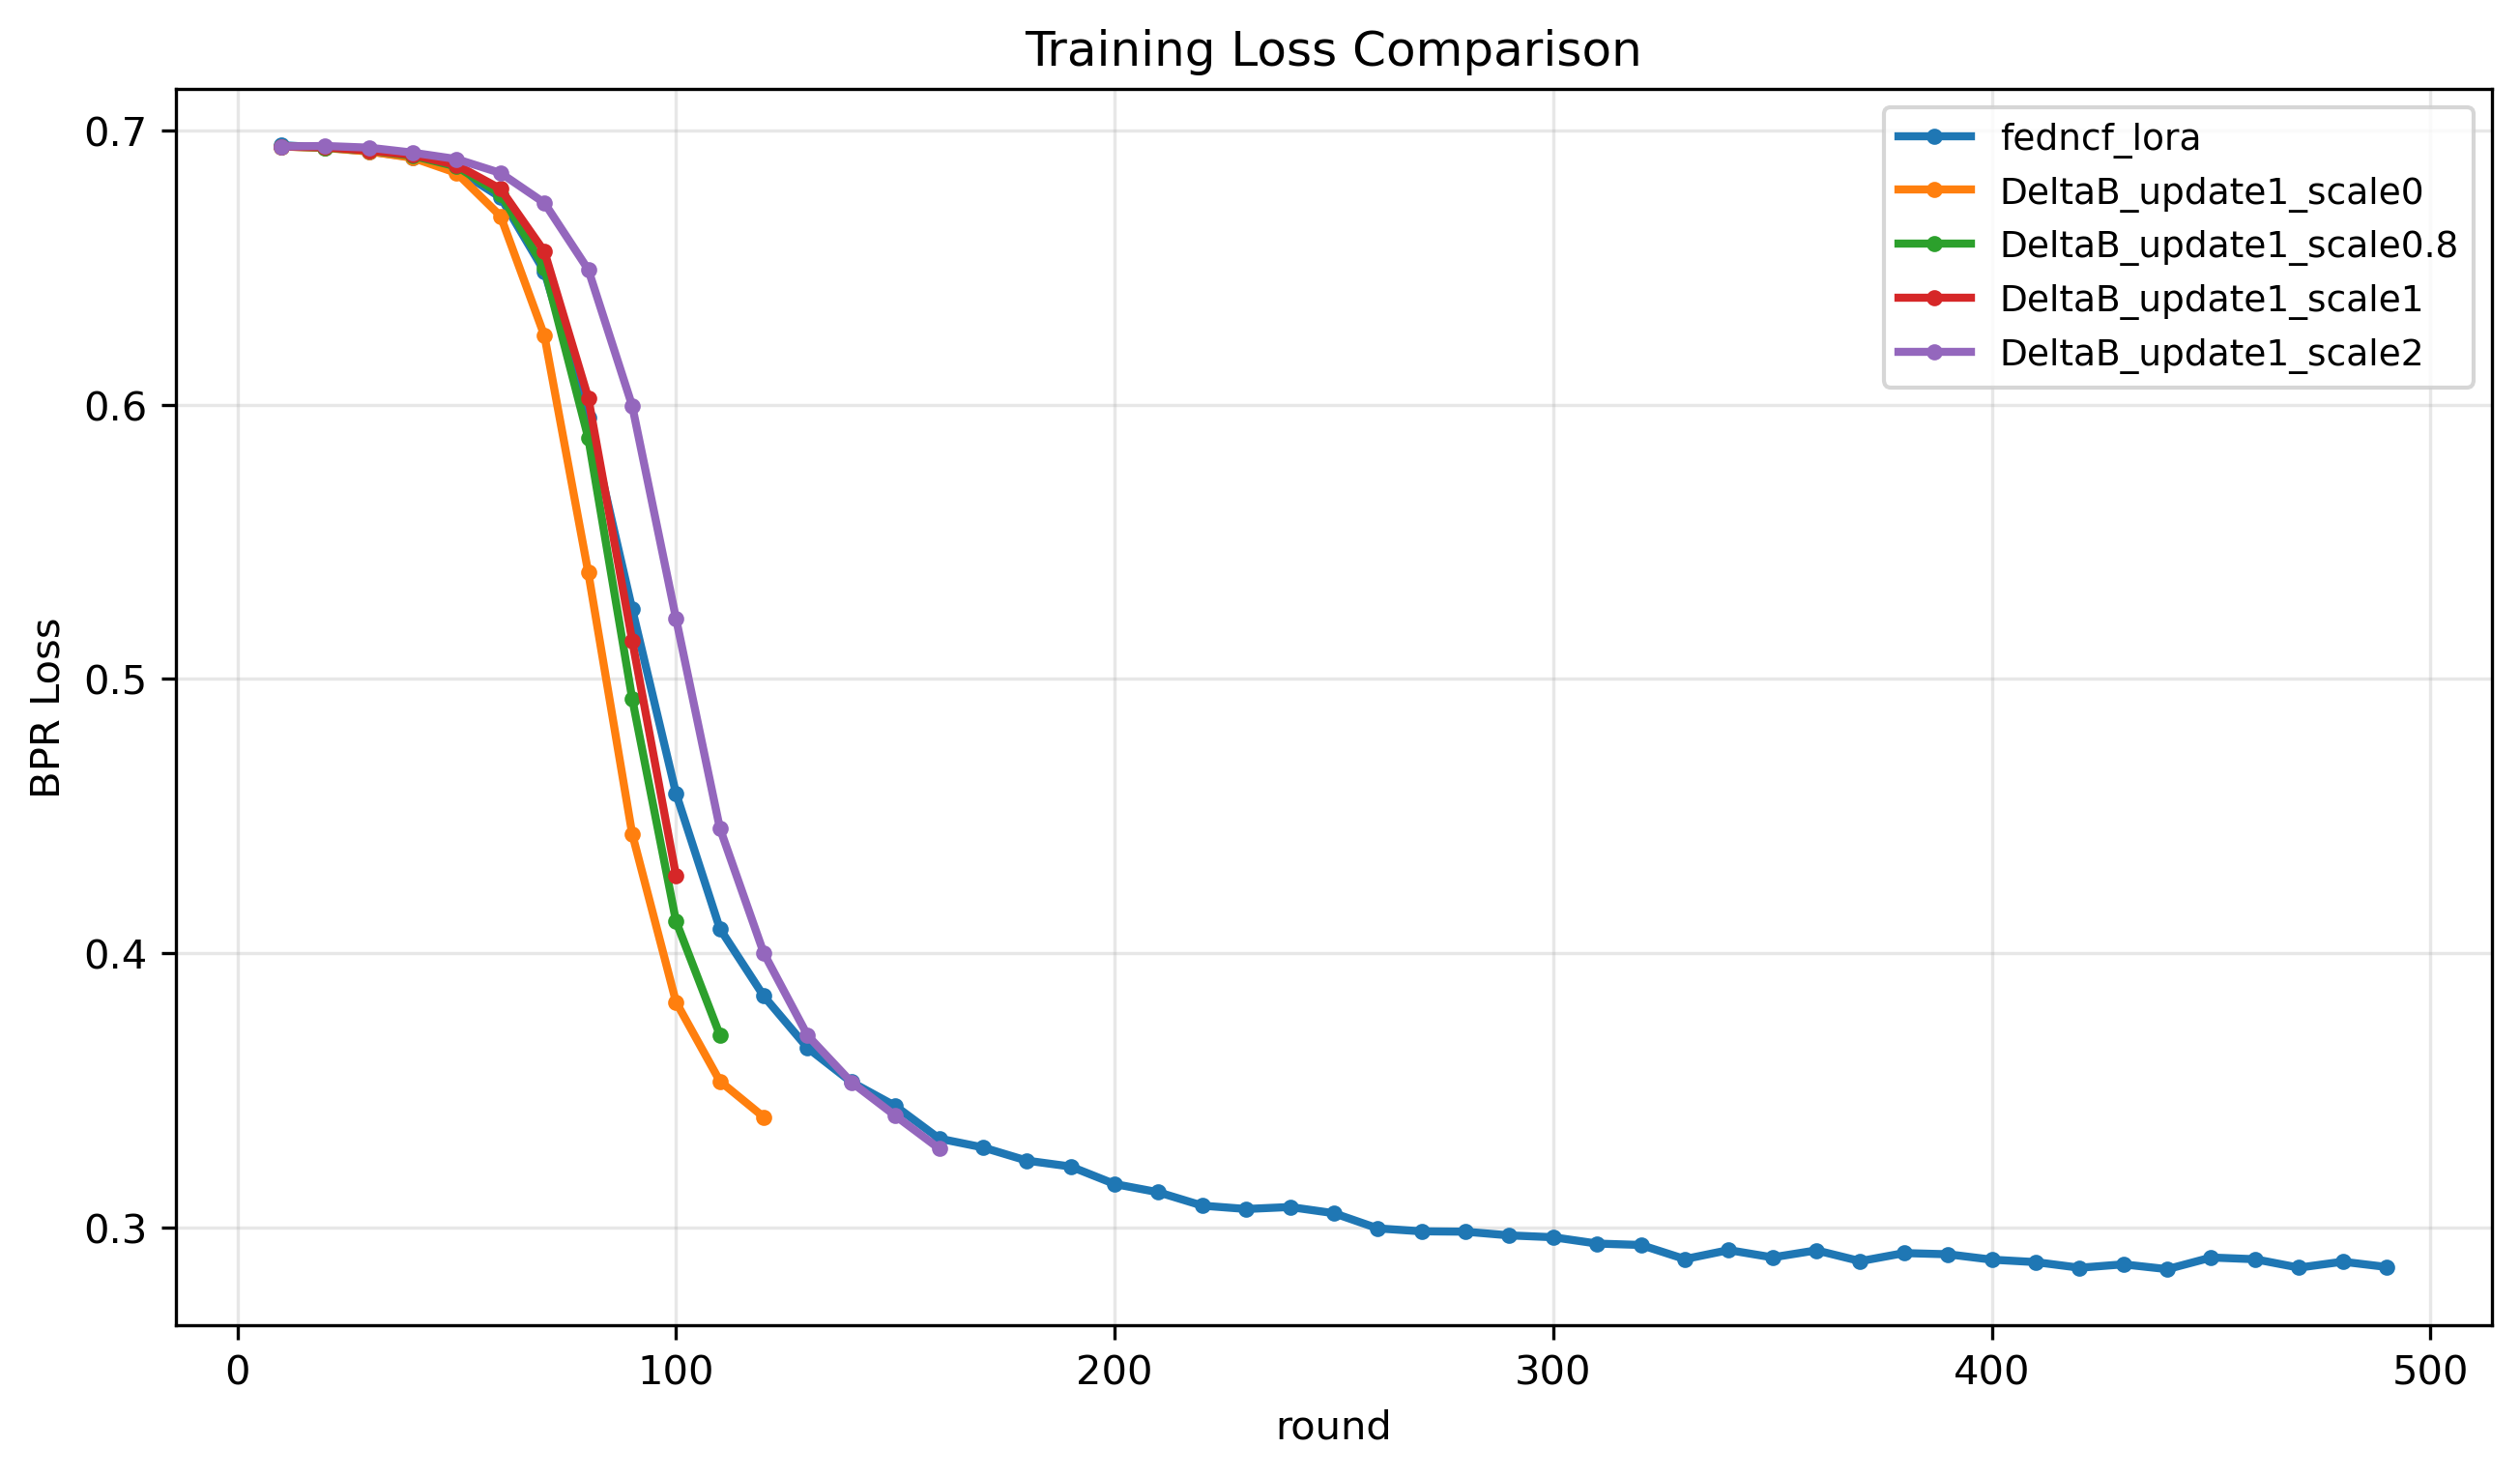 Training Loss Comparison
fedncf_lora
DeltaB_update1_scale0
DeltaB_update1_scale0.8
DeltaB_update1_scale1
DeltaB_update1_scale2
BPR Loss
0.7
0.6
0.5
0.4
0.3
0
100
200
300
400
500
round